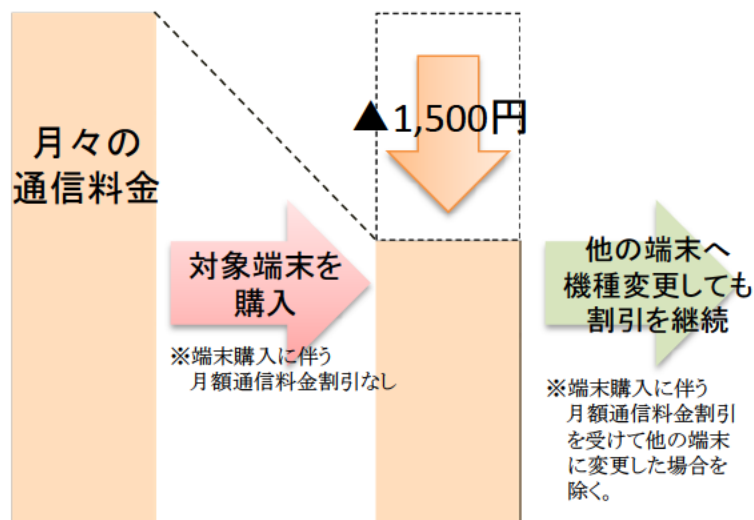 月々の
通信料金
▲1,500円
対象端末を
購入
※端末購入に伴う
月額通信料金割引なし
他の端末へ
機種変更しても
割引を継続
※端末購入に伴う
月額通信料金割引
を受けて他の端末
に変更した場合を
除く。